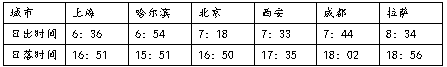 城市 上海 哈尔滨 北京 西安 成都 拉萨
日出时间 6：36 6：54 7：18 7：33 7：44 8：34
日落时间 16：51 15：51 16：50 17：35 18：02 18：56